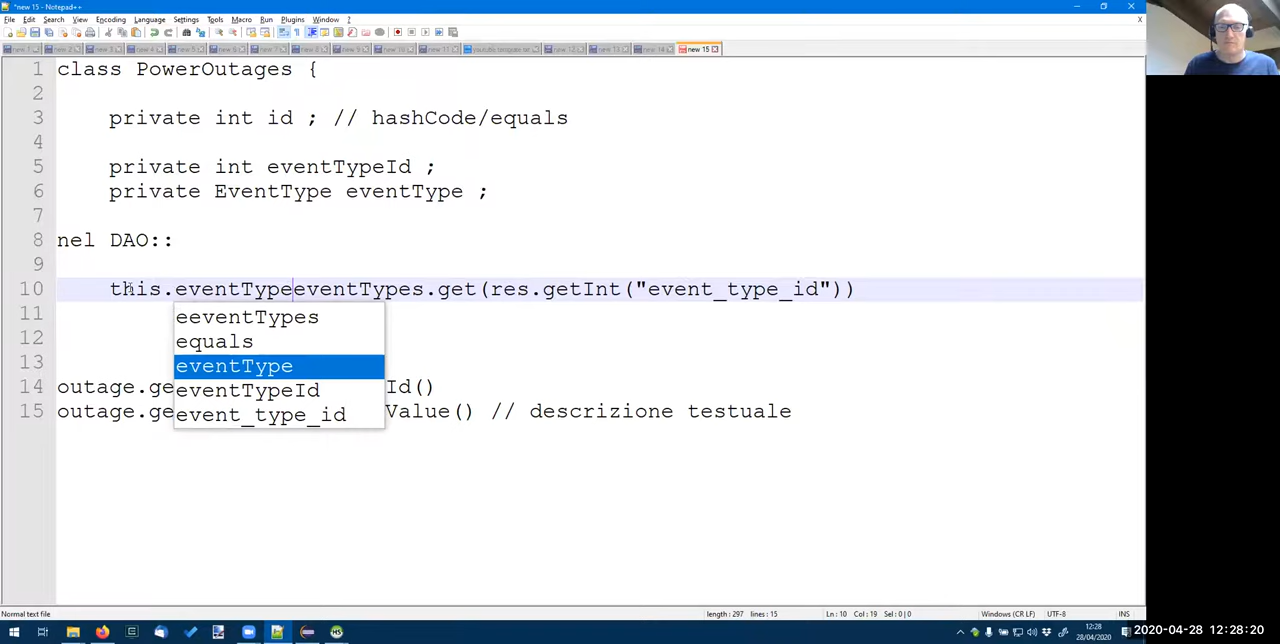 *new 15 - Notepad++
File Edit Search View Encoding Language Settings Tools Macro Run Plugins Window ? X
new 15
1 class PowerOutages {
2
3 private int id ; // hashCode/equals
4
5 private int eventTypeId ;
6 private EventType eventType ;
7
8 nel DAO::
9
10 this.eventTypeeventTypes.get(res.getInt("event_type_id"))
11 eeventTypes
12 equals
13 eventType
14 outage.ge eventTypeId Id()
15 outage.ge event_type_id Value() // descrizione testuale
Normal text file length : 297 lines : 15 Ln : 10 Col : 19 Sel : 0 | 0 Windows (CR LF) UTF-8 INS
12:28
28/04/2020
2020-04-28 12:28:20